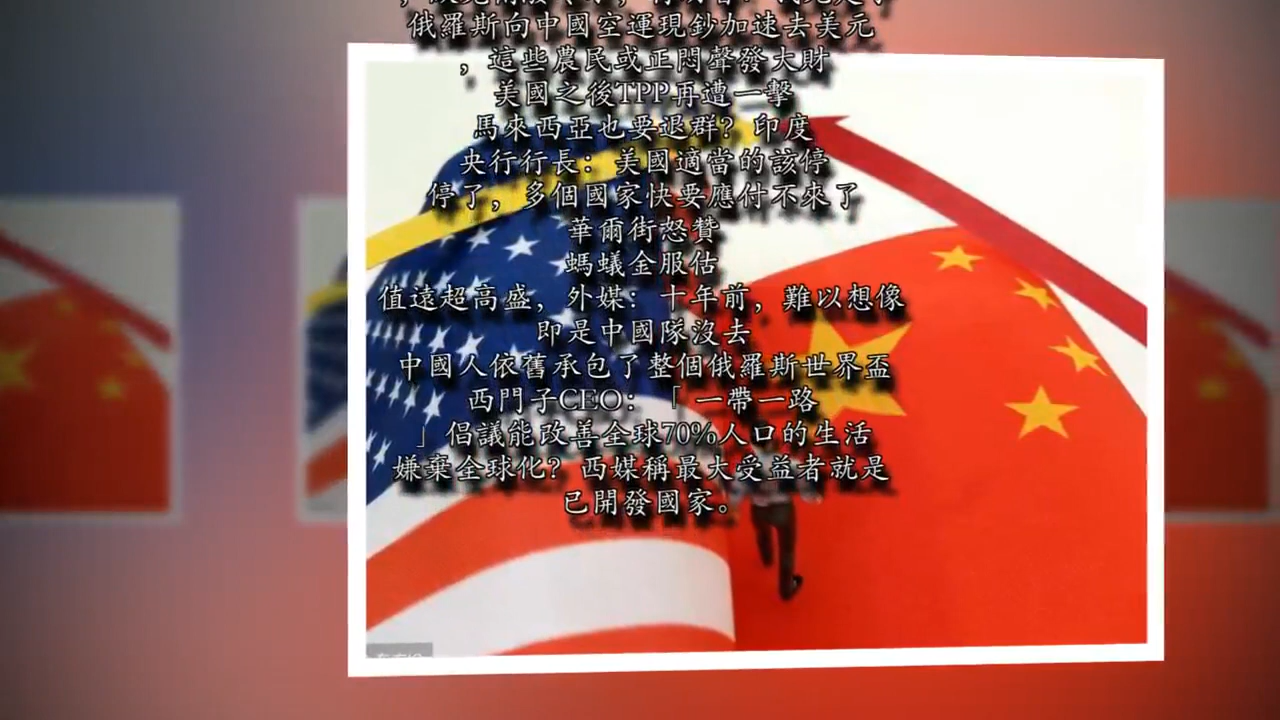 俄羅斯向中國空運現鈔加速去美元
，這些農民或正悶聲發大財
美國之後TPP再遭一擊
馬來西亞也要退群？印度
央行行長：美國適當的該停
停了，多個國家快要應付不來了
華爾街怒贊
螞蟻金服估
值遠超高盛，外媒：十年前，難以想像
即是中國隊沒去
中國人依舊承包了整個俄羅斯世界盃
西門子CEO：「一帶一路
」倡議能改善全球70%人口的生活
嫌棄全球化？西媒稱最大受益者就是
已開發國家。